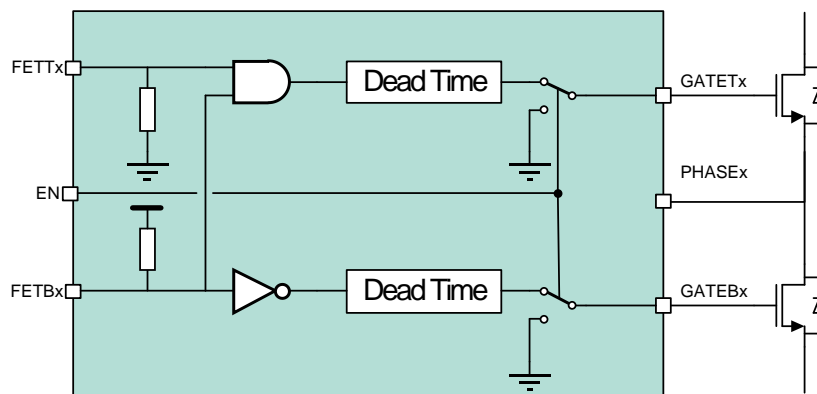 FETTx
Dead Time
GATETx
EN
PHASEx
FETBx
Dead Time
GATEBx